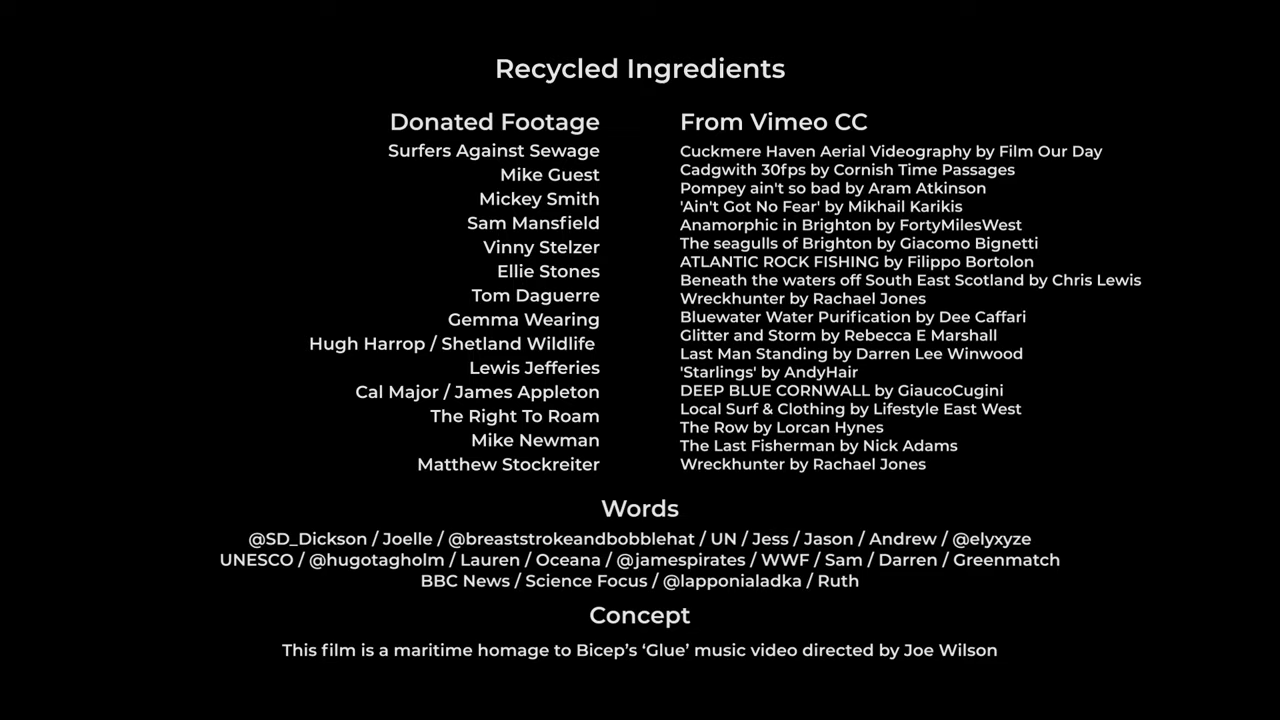 Recycled Ingredients
Donated Footage
Surfers Against Sewage
Mike Guest
Mickey Smith
Sam Mansfield
Vinny Stelzer
Ellie Stones
Tom Daguerre
Gemma Wearing
Hugh Harrop / Shetland Wildlife
Lewis Jefferies
Cal Major / James Appleton
The Right To Roam
Mike Newman
Matthew Stockreiter
From Vimeo CC
Cuckmere Haven Aerial Videography by Film Our Day
Cadgwith 30fps by Cornish Time Passages
Pompey ain't so bad by Aram Atkinson
'Ain't Got No Fear' by Mikhail Karikis
Anamorphic in Brighton by FortyMilesWest
The seagulls of Brighton by Giacomo Bignetti
ATLANTIC ROCK FISHING by Filippo Bortolon
Beneath the waters off South East Scotland by Chris Lewis
Wreckhunter by Rachael Jones
Bluewater Water Purification by Dee Caffari
Glitter and Storm by Rebecca E Marshall
Last Man Standing by Darren Lee Winwood
'Starlings' by AndyHair
DEEP BLUE CORNWALL by GiaucoCugini
Local Surf & Clothing by Lifestyle East West
The Row by Lorcan Hynes
The Last Fisherman by Nick Adams
Wreckhunter by Rachael Jones
Words
@SD_Dickson / Joelle / @breaststrokeandbobblehat / UN / Jess / Jason / Andrew / @elyxyze
UNESCO / @hugotagholm / Lauren / Oceana / @jamespirates / WWF / Sam / Darren / Greenmatch
BBC News / Science Focus / @lapponialadka / Ruth
Concept
This film is a maritime homage to Bicep's ‘Glue’ music video directed by Joe Wilson